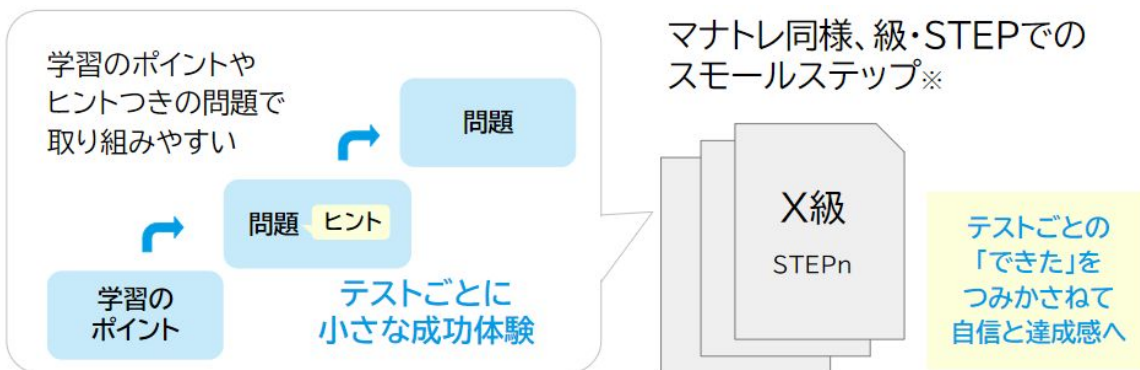 学習のポイントや
ヒントつきの問題で
取り組みやすい
問題
問題 ヒント
学習の
ポイント
テストごとに
小さな成功体験
マナトレ同様、級・STEPでの
スモールステップ※
X級
STEPn
テストごとの
「できた」を
つみかさねて
自信と達成感へ